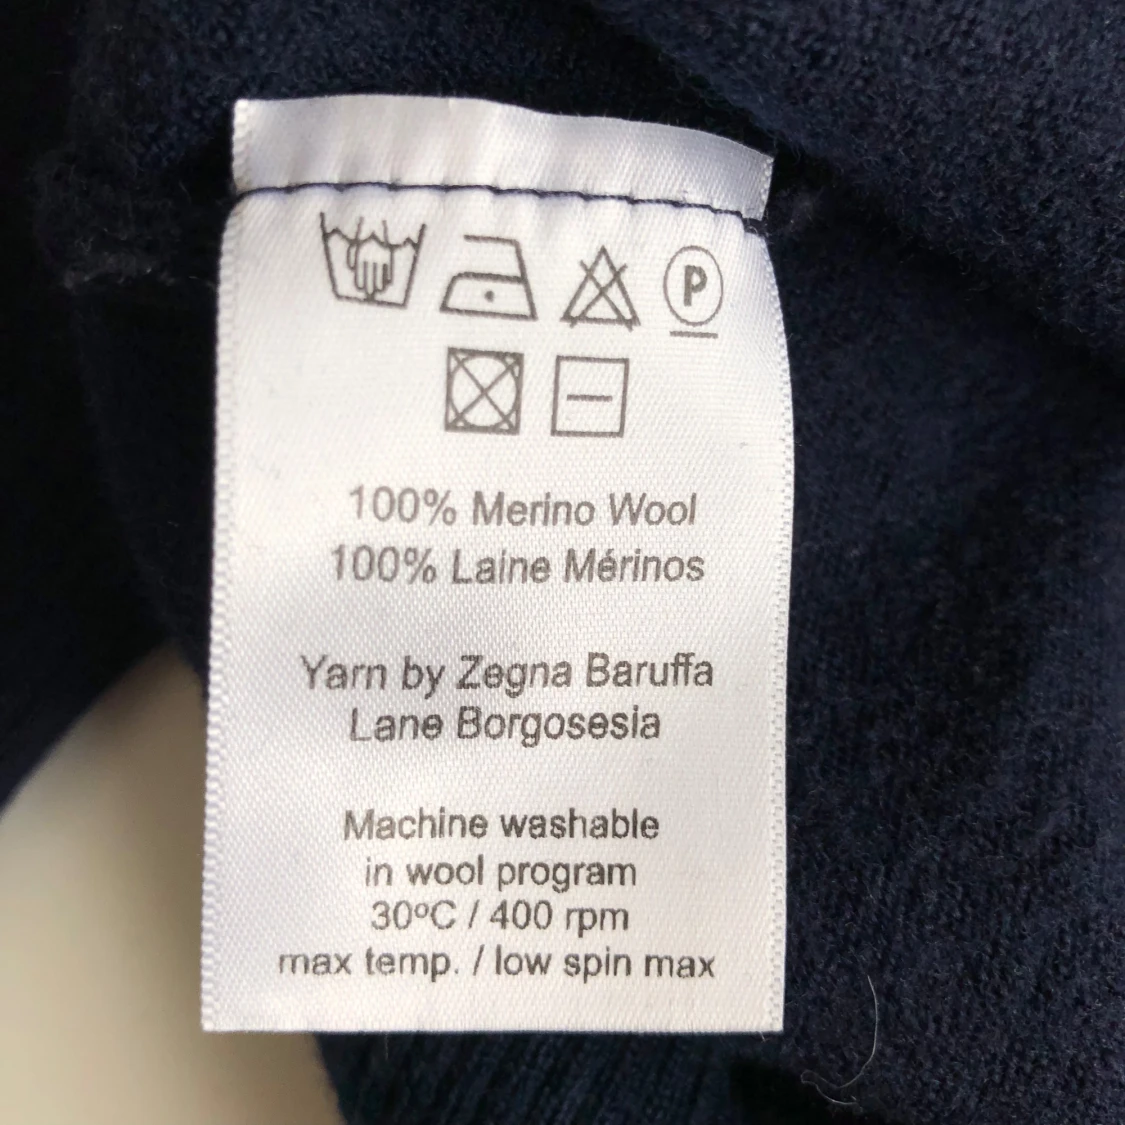 P
100% Merino Wool
100% Laine Mérinos
Yarn by Zegna Baruffa
Lane Borgosesia
Machine washable
in wool program
30ºC / 400 rpm
max temp. / low spin max